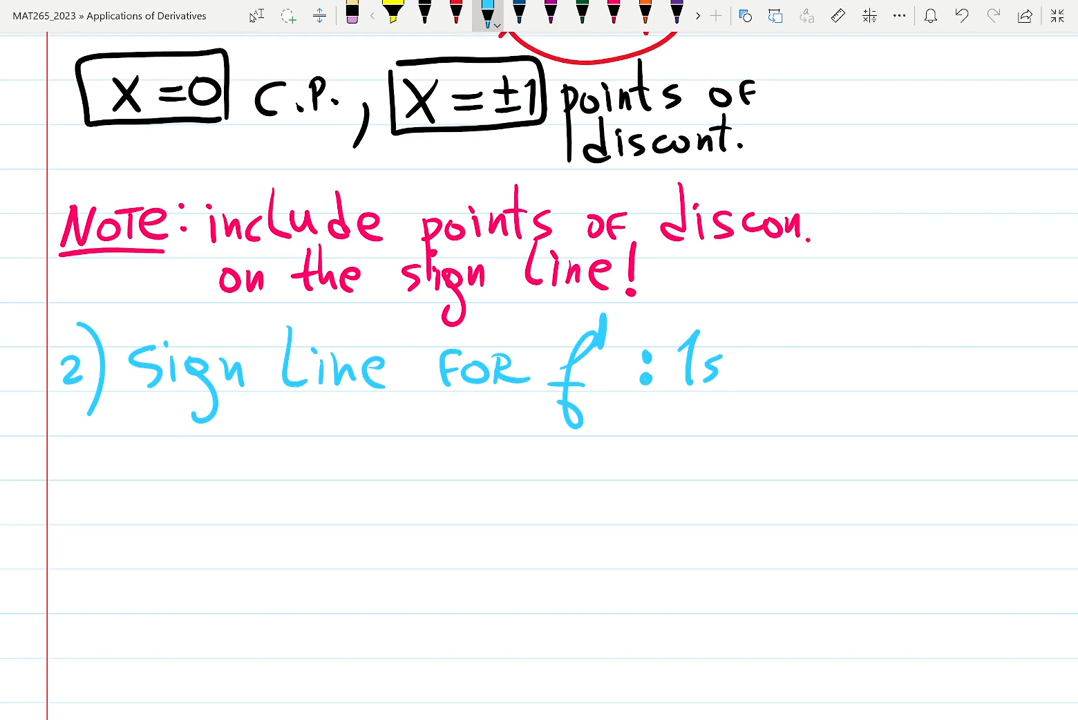 MAT265_2023 » Applications of Derivatives
x = 0 C.P., x = ±1 points of
discont.
NOTE: include points of discon.
on the sign line!
2) Sign line FOR f' : 1s